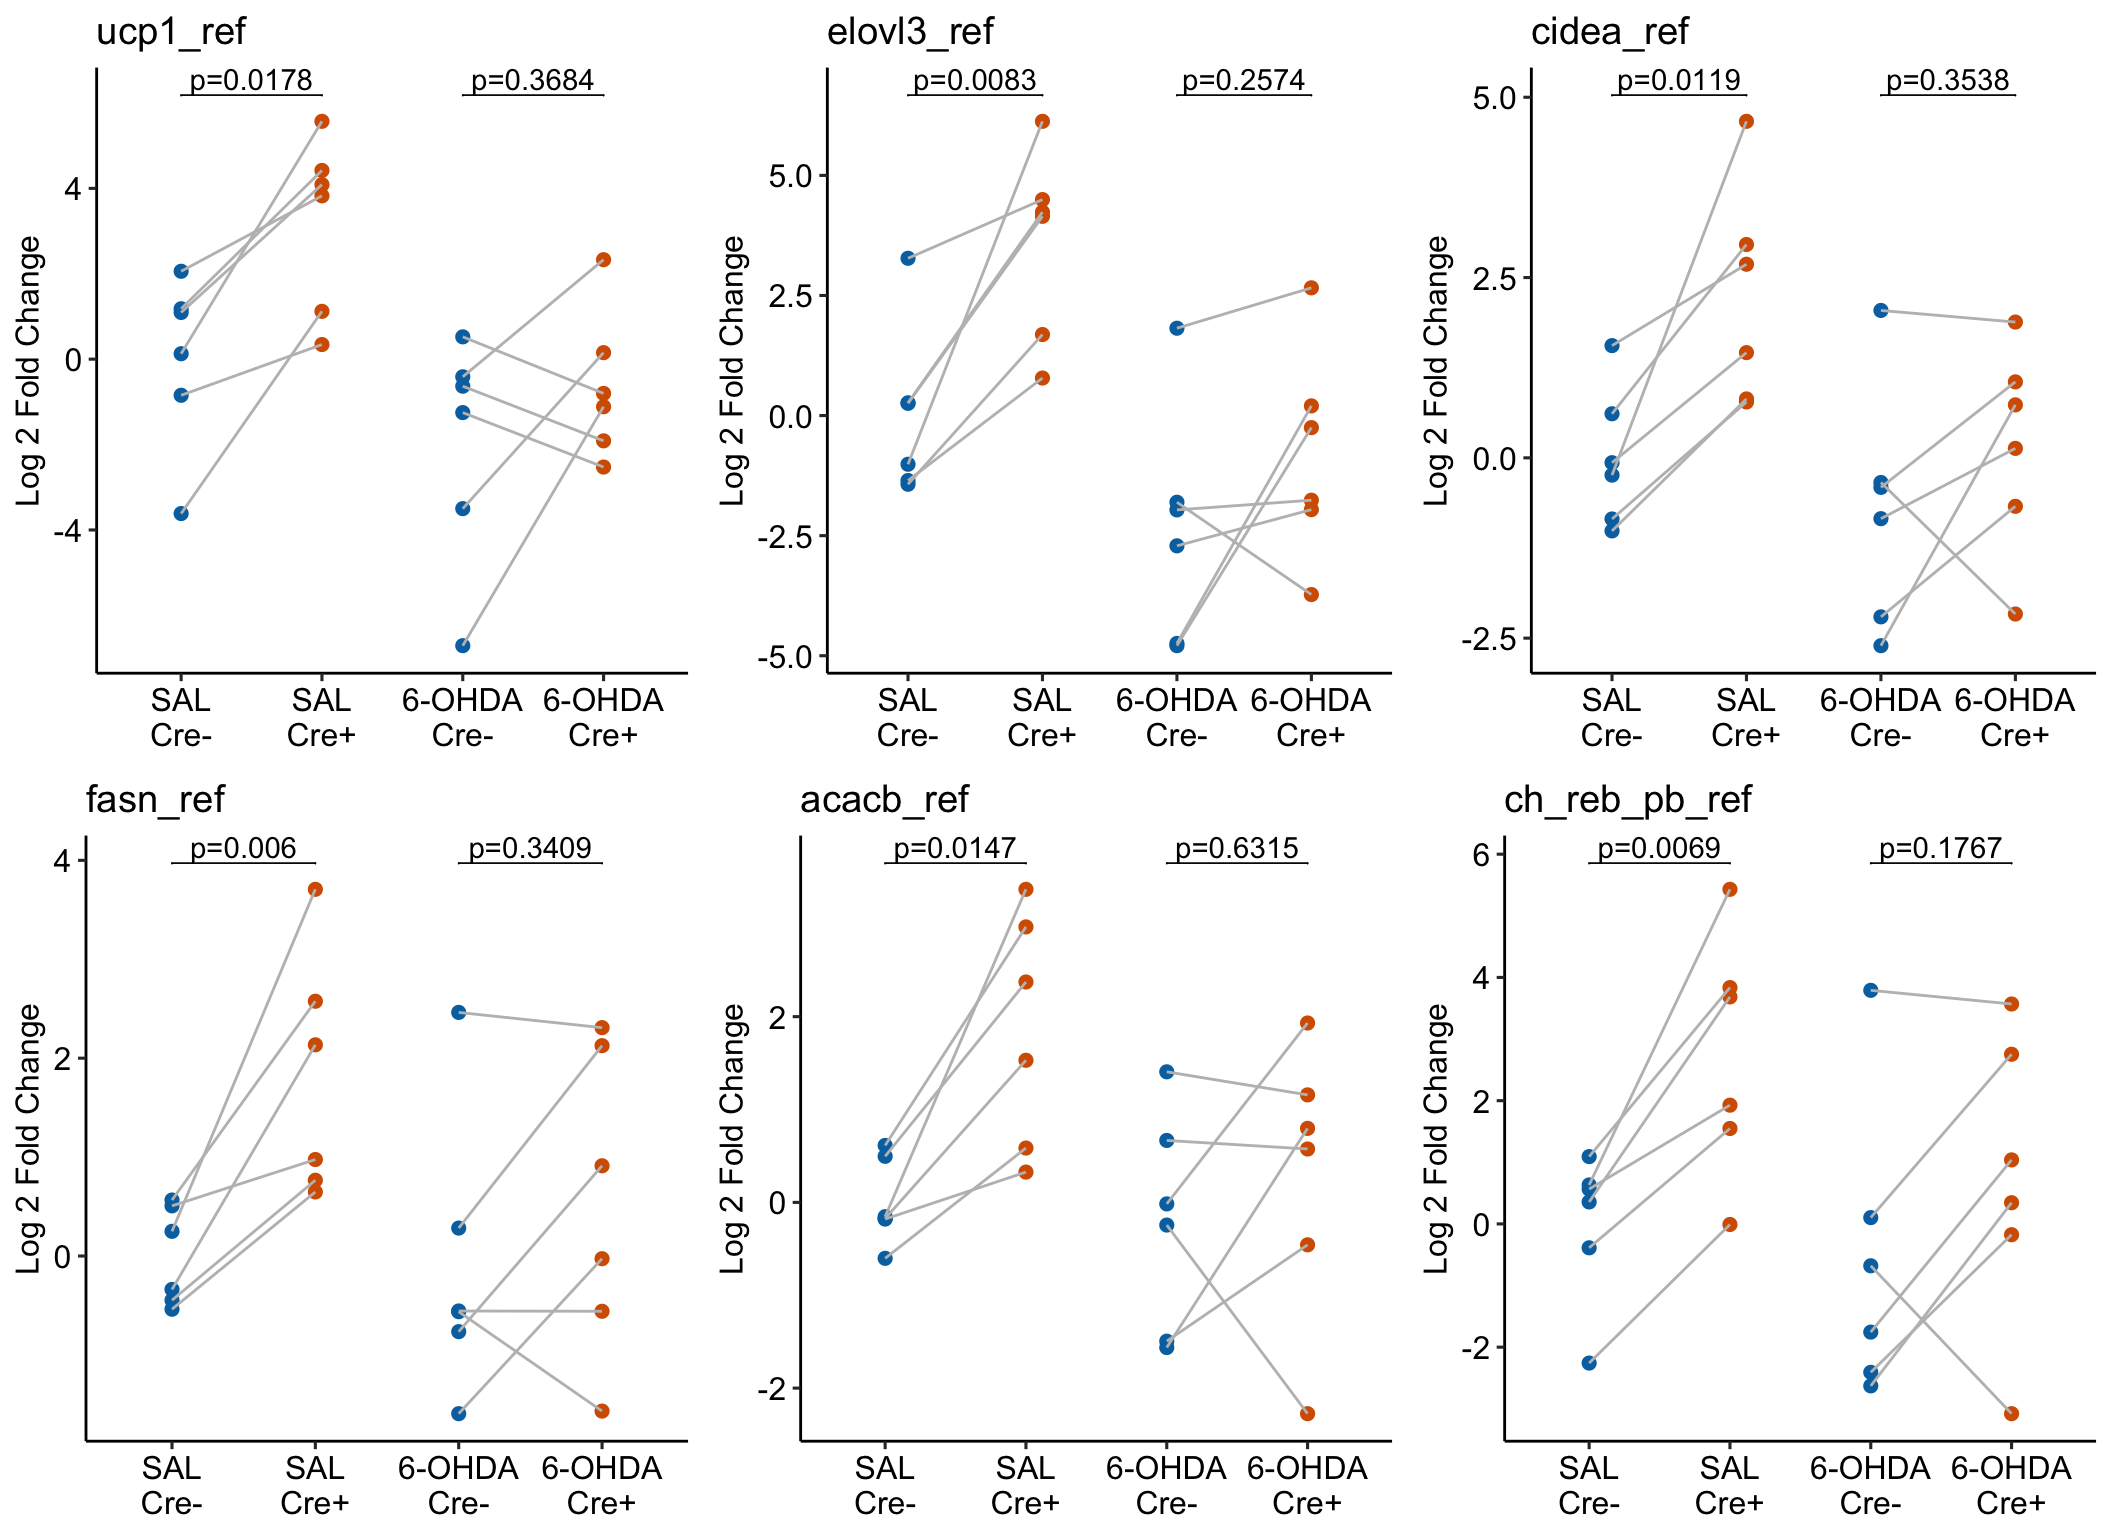 ucp1_ref
p=0.0178 p=0.3684
4
0
-4
Log 2 Fold Change
SAL SAL 6-OHDA 6-OHDA
Cre- Cre+ Cre- Cre+
elovl3_ref
p=0.0083 p=0.2574
5.0
2.5
0.0
-2.5
-5.0
Log 2 Fold Change
SAL SAL 6-OHDA 6-OHDA
Cre- Cre+ Cre- Cre+
cidea_ref
p=0.0119 p=0.3538
5.0
2.5
0.0
-2.5
Log 2 Fold Change
SAL SAL 6-OHDA 6-OHDA
Cre- Cre+ Cre- Cre+
fasn_ref
p=0.006 p=0.3409
4
2
0
Log 2 Fold Change
SAL SAL 6-OHDA 6-OHDA
Cre- Cre+ Cre- Cre+
acacb_ref
p=0.0147 p=0.6315
2
0
-2
Log 2 Fold Change
SAL SAL 6-OHDA 6-OHDA
Cre- Cre+ Cre- Cre+
ch_reb_pb_ref
p=0.0069 p=0.1767
6
4
2
0
-2
Log 2 Fold Change
SAL SAL 6-OHDA 6-OHDA
Cre- Cre+ Cre- Cre+